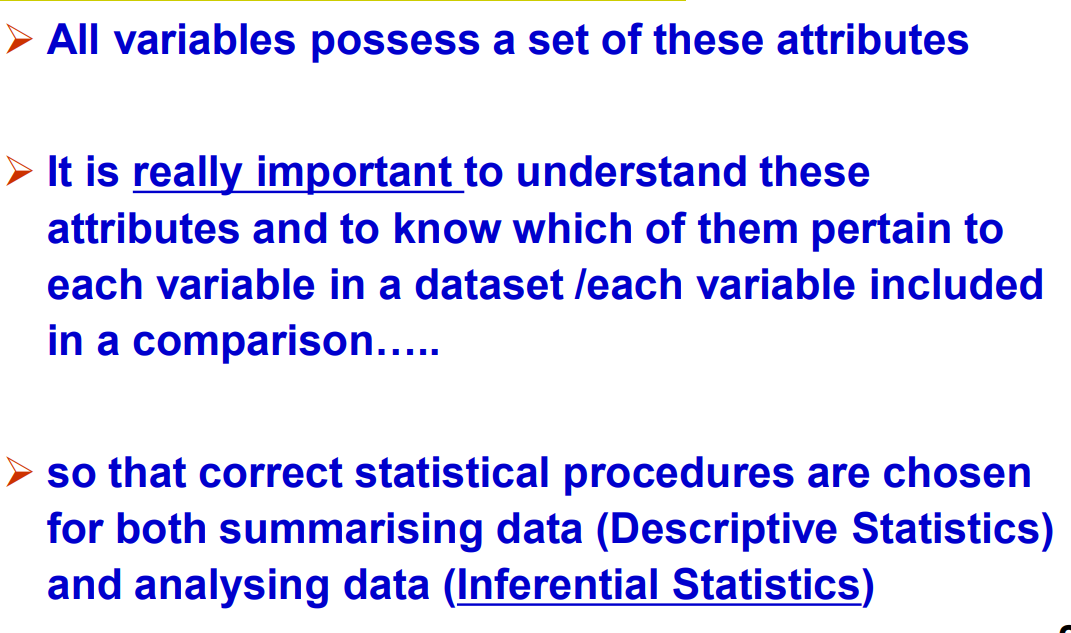 ➢ All variables possess a set of these attributes
➢ It is really important to understand these
attributes and to know which of them pertain to
each variable in a dataset /each variable included
in a comparison…..
➢ so that correct statistical procedures are chosen
for both summarising data (Descriptive Statistics)
and analysing data (Inferential Statistics)